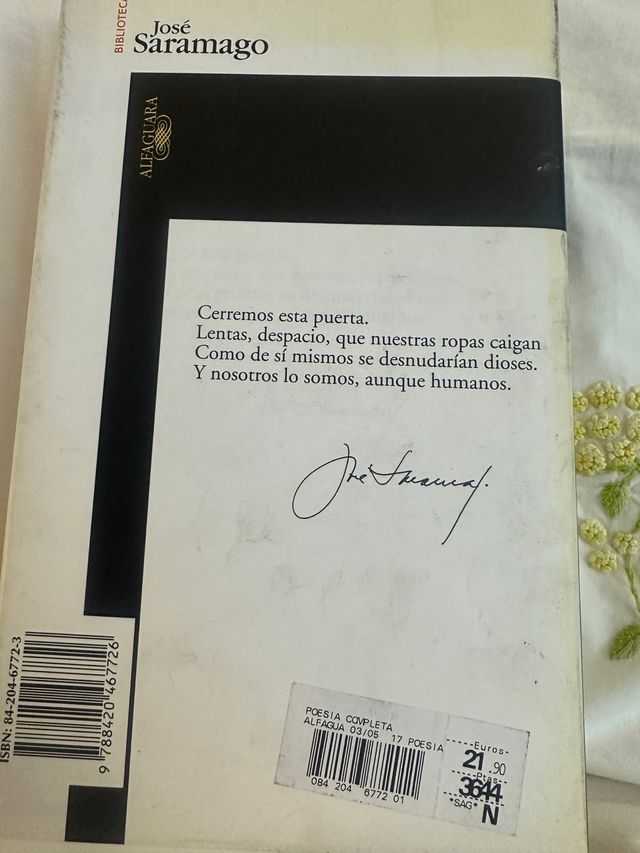 BIBLIOTECA
José
Saramago
ALFAGUARA
Cerremos esta puerta.
Lentas, despacio, que nuestras ropas caigan
Como de sí mismos se desnudarían dioses.
Y nosotros lo somos, aunque humanos.
José Saramago
ISBN: 84-204-6772-3
9 788420 467726
POESIA COMPLETA
ALFAGUA 03/05 17 POESIA
084 204 6772 01
----Euros-
21.90
----Ptas----
3644
*SAG* N